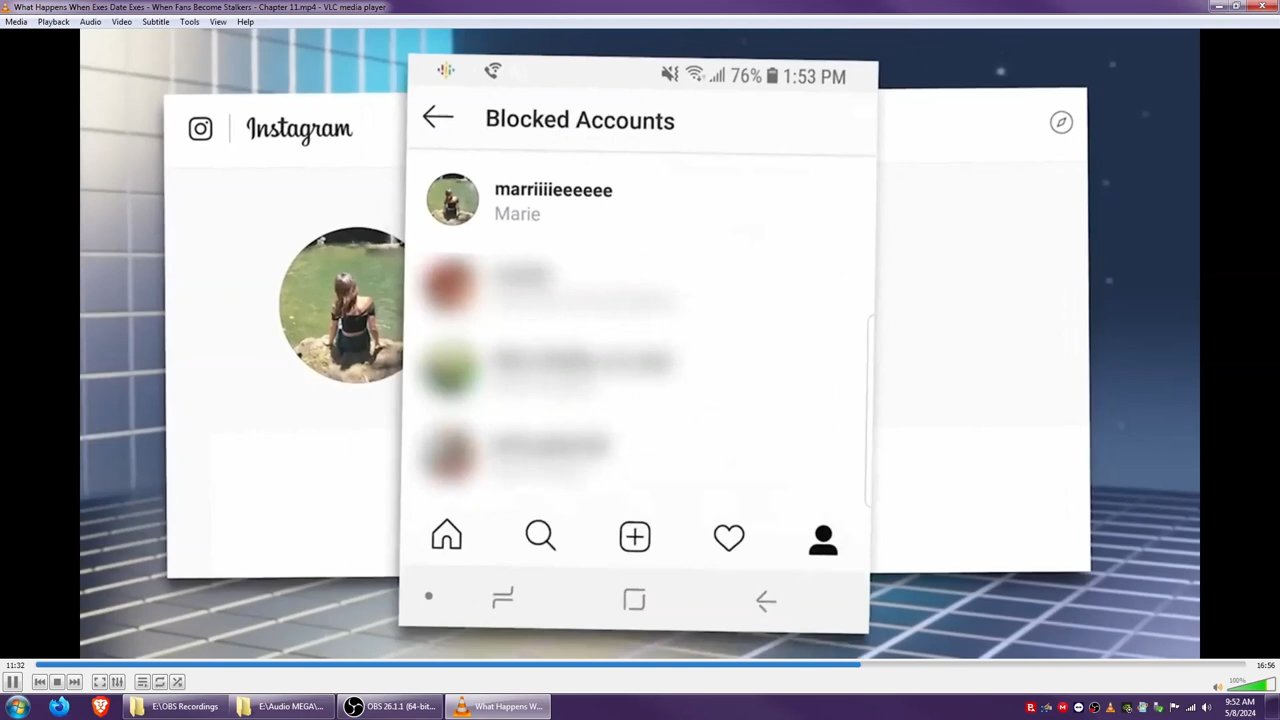 What Happens When Exes Date Exes - When Fans Become Stalkers - Chapter 11.mp4 - VLC media player
Media Playback Audio Video Subtitle Tools View Help
76% 1:53 PM
Instagram
Blocked Accounts
marriiiieeeeee
Marie
11:32
16:56
100%
E:\OBS Recordings
E:\Audio MEGA\...
OBS 26.1.1 (64-bit...
What Happens W...
9:52 AM
5/8/2024